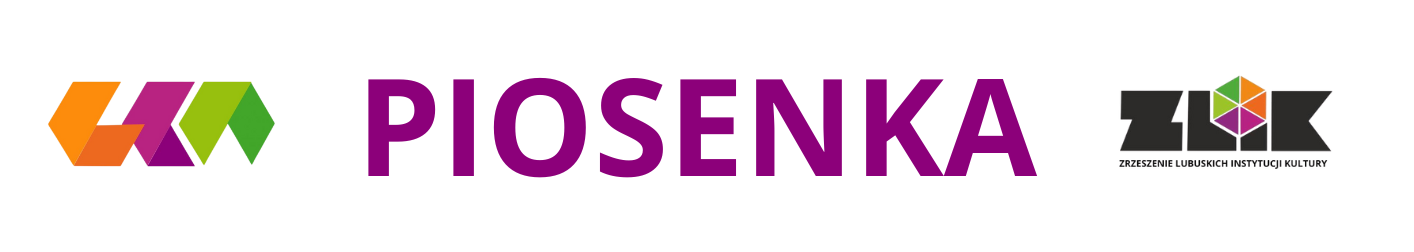 PIOSENKA
ZLIK
ZRZESZENIE LUBUSKICH INSTYTUCJI KULTURY